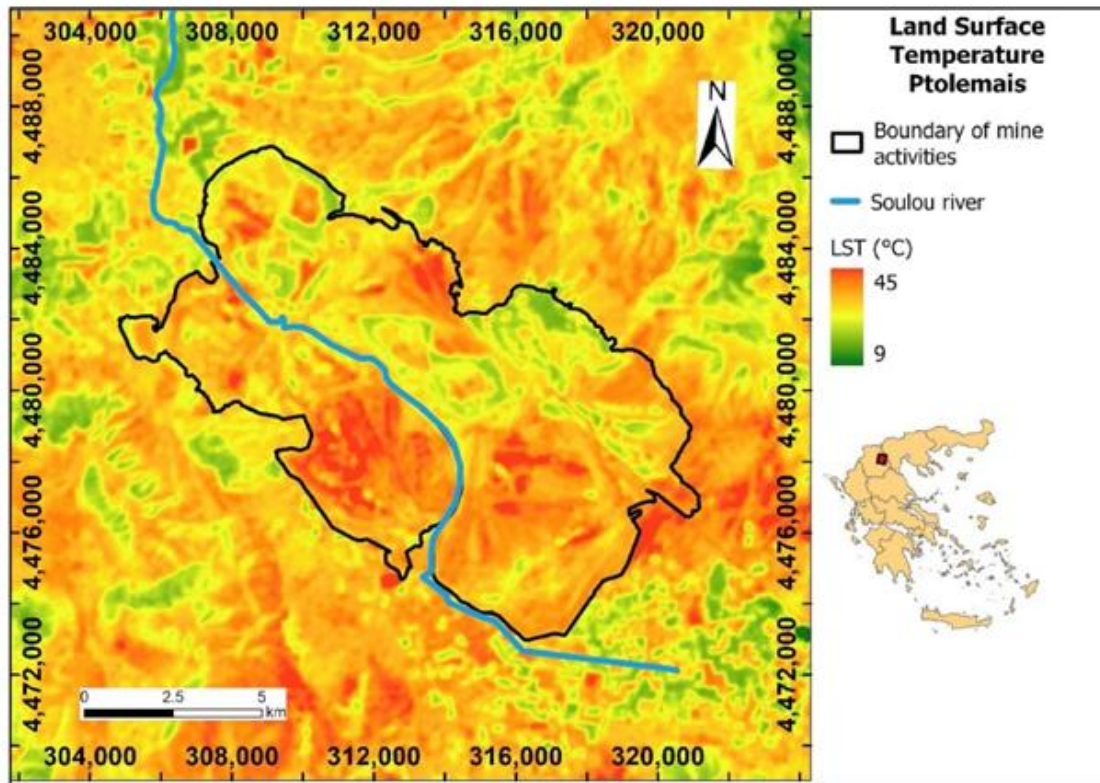 304,000 308,000 312,000 316,000 320,000
4,488,000
4,484,000
4,480,000
4,476,000
4,472,000
N
4,488,000
4,484,000
4,480,000
4,476,000
4,472,000
0 2.5 5
km
304,000 308,000 312,000 316,000 320,000
Land Surface
Temperature
Ptolemais
Boundary of mine
activities
Soulou river
LST (°C)
45
9